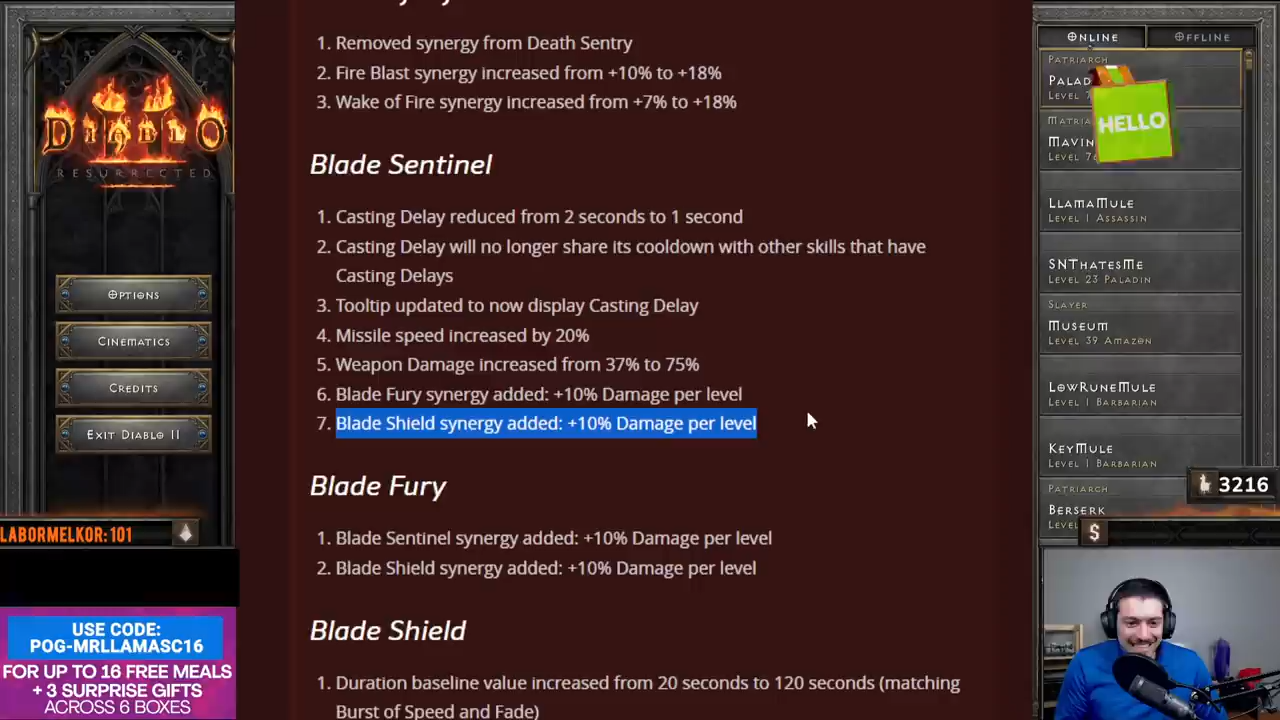 1. Removed synergy from Death Sentry
2. Fire Blast synergy increased from +10% to +18%
3. Wake of Fire synergy increased from +7% to +18%
Blade Sentinel
1. Casting Delay reduced from 2 seconds to 1 second
2. Casting Delay will no longer share its cooldown with other skills that have
Casting Delays
3. Tooltip updated to now display Casting Delay
4. Missile speed increased by 20%
5. Weapon Damage increased from 37% to 75%
6. Blade Fury synergy added: +10% Damage per level
7. Blade Shield synergy added: +10% Damage per level
Blade Fury
1. Blade Sentinel synergy added: +10% Damage per level
2. Blade Shield synergy added: +10% Damage per level
Blade Shield
1. Duration baseline value increased from 20 seconds to 120 seconds (matching
Burst of Speed and Fade)
DIABLO II
RESURRECTED
OPTIONS
CINEMATICS
CREDITS
EXIT DIABLO II
LABORMELKOR: 101
USE CODE:
POG-MRLLAMASC16
FOR UP TO 16 FREE MEALS
+ 3 SURPRISE GIFTS
ACROSS 6 BOXES
ONLINE
OFFLINE
PATRIARCH
HELLO
LEVEL
LLAMAMULE
LEVEL 1 ASSASSIN
SNTHATESME
LEVEL 23 PALADIN
SLAYER
MUSEUM
LEVEL 39 AMAZON
LOWRUNEMULE
LEVEL 1 BARBARIAN
KEYMULE
LEVEL 1 BARBARIAN
PATRIARCH
3216
BERSERK
LEVEL
$